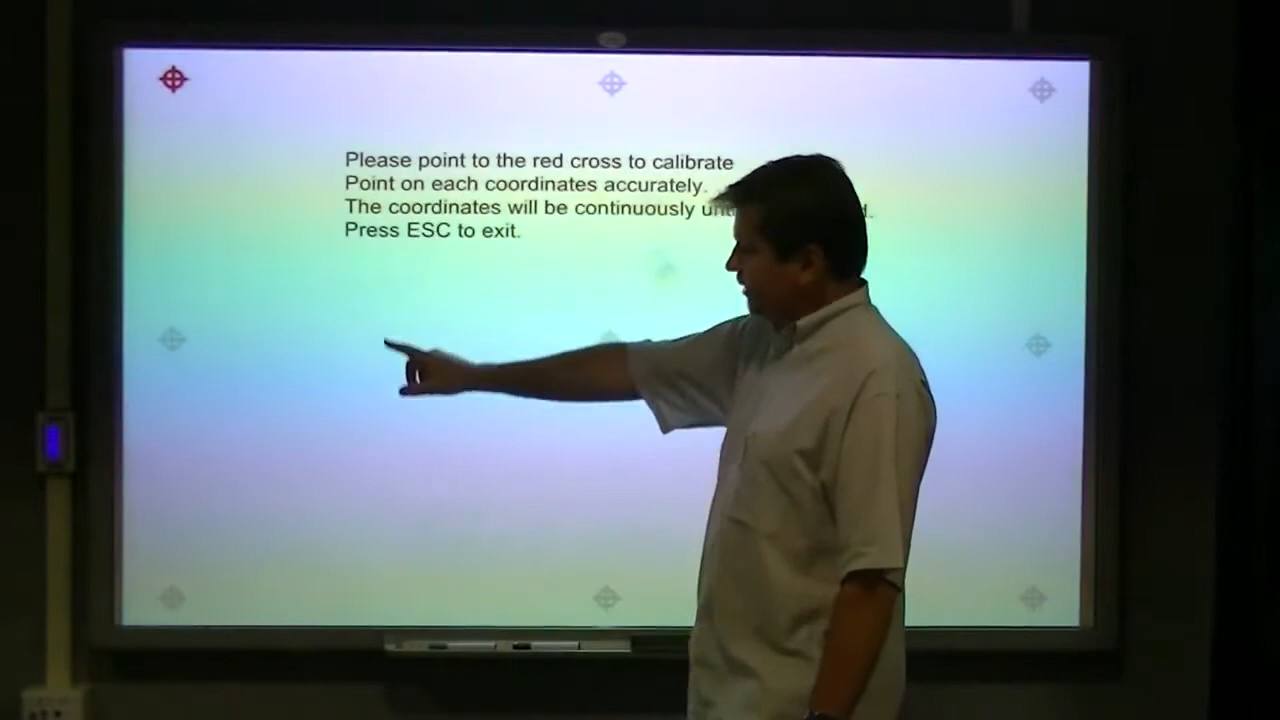 Please point to the red cross to calibrate
Point on each coordinates accurately.
The coordinates will be continuously
Press ESC to exit.